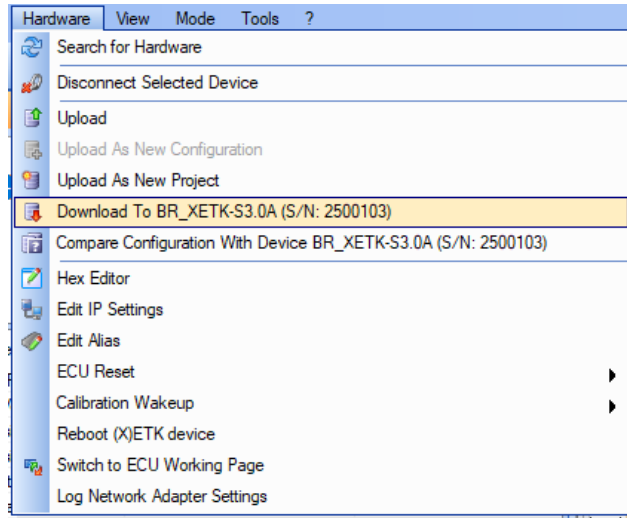 Hardware View Mode Tools ?
Search for Hardware
Disconnect Selected Device
Upload
Upload As New Configuration
Upload As New Project
Download To BR_XETK-S3.0A (S/N: 2500103)
Compare Configuration With Device BR_XETK-S3.0A (S/N: 2500103)
Hex Editor
Edit IP Settings
Edit Alias
ECU Reset
Calibration Wakeup
Reboot (X)ETK device
Switch to ECU Working Page
Log Network Adapter Settings